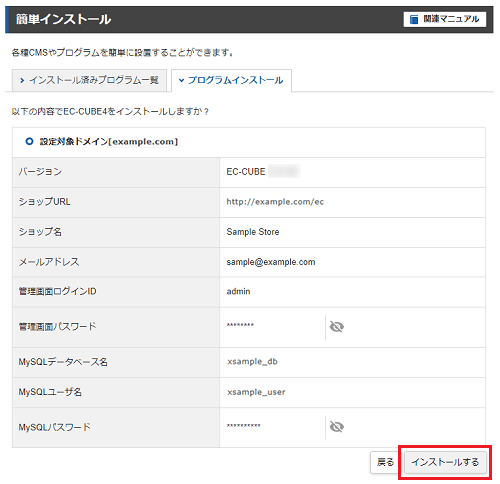 簡単インストール
関連マニュアル
各種CMSやプログラムを簡単に設置することができます。
インストール済みプログラム一覧
プログラムインストール
以下の内容でEC-CUBE4をインストールしますか？
設定対象ドメイン[example.com]
バージョン EC-CUBE
ショップURL http://example.com/ec
ショップ名 Sample Store
メールアドレス sample@example.com
管理画面ログインID admin
管理画面パスワード ********
MySQLデータベース名 xsample_db
MySQLユーザ名 xsample_user
MySQLパスワード **********
戻る インストールする